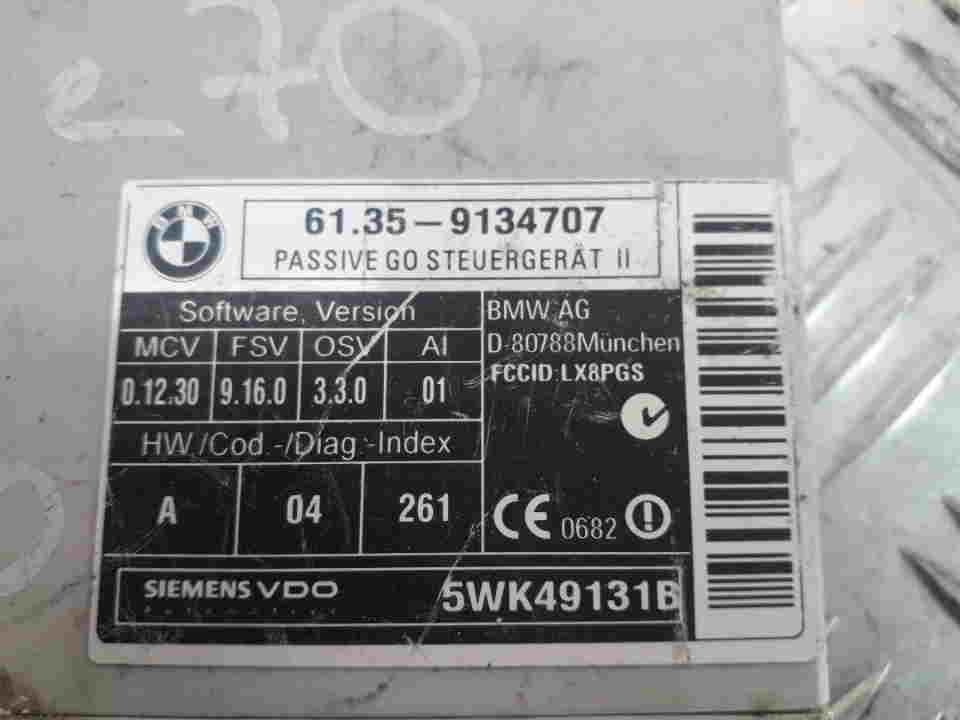 e70
BMW
61.35-9134707
PASSIVE GO STEUERGERÄT II
Software, Version
MCV FSV OSV AI
0.12.30 9.16.0 3.3.0 01
HW./Cod.-/Diag.-Index
A 04 261
BMW AG
D-80788München
FCCID:LX8PGS
CE 0682
SIEMENS VDO
Automotive
5WK49131B